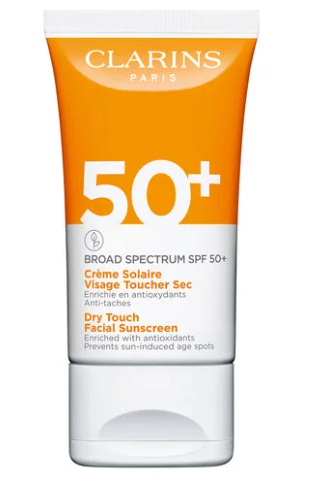 CLARINS
PARIS
50+
BROAD SPECTRUM SPF 50+
Crème Solaire
Visage Toucher Sec
Enrichie en antioxydants
Anti-taches
Dry Touch
Facial Sunscreen
Enriched with antioxidants
Prevents sun-induced age spots